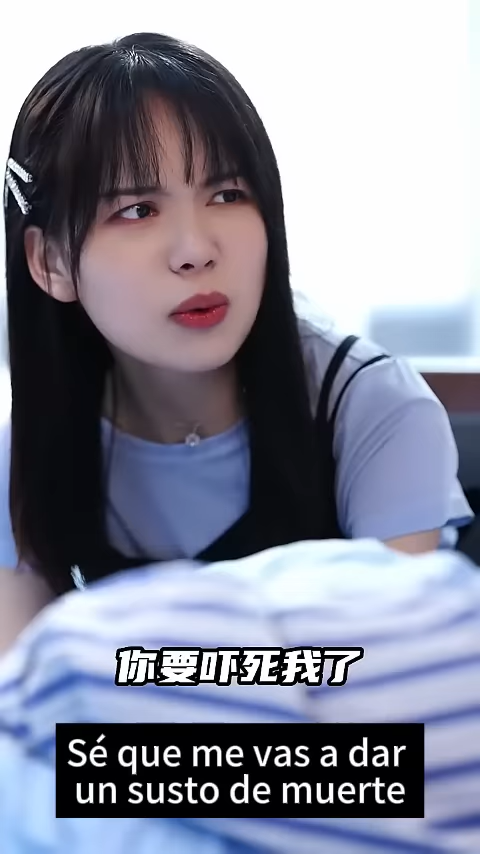 你要吓死我了
Sé que me vas a dar
un susto de muerte